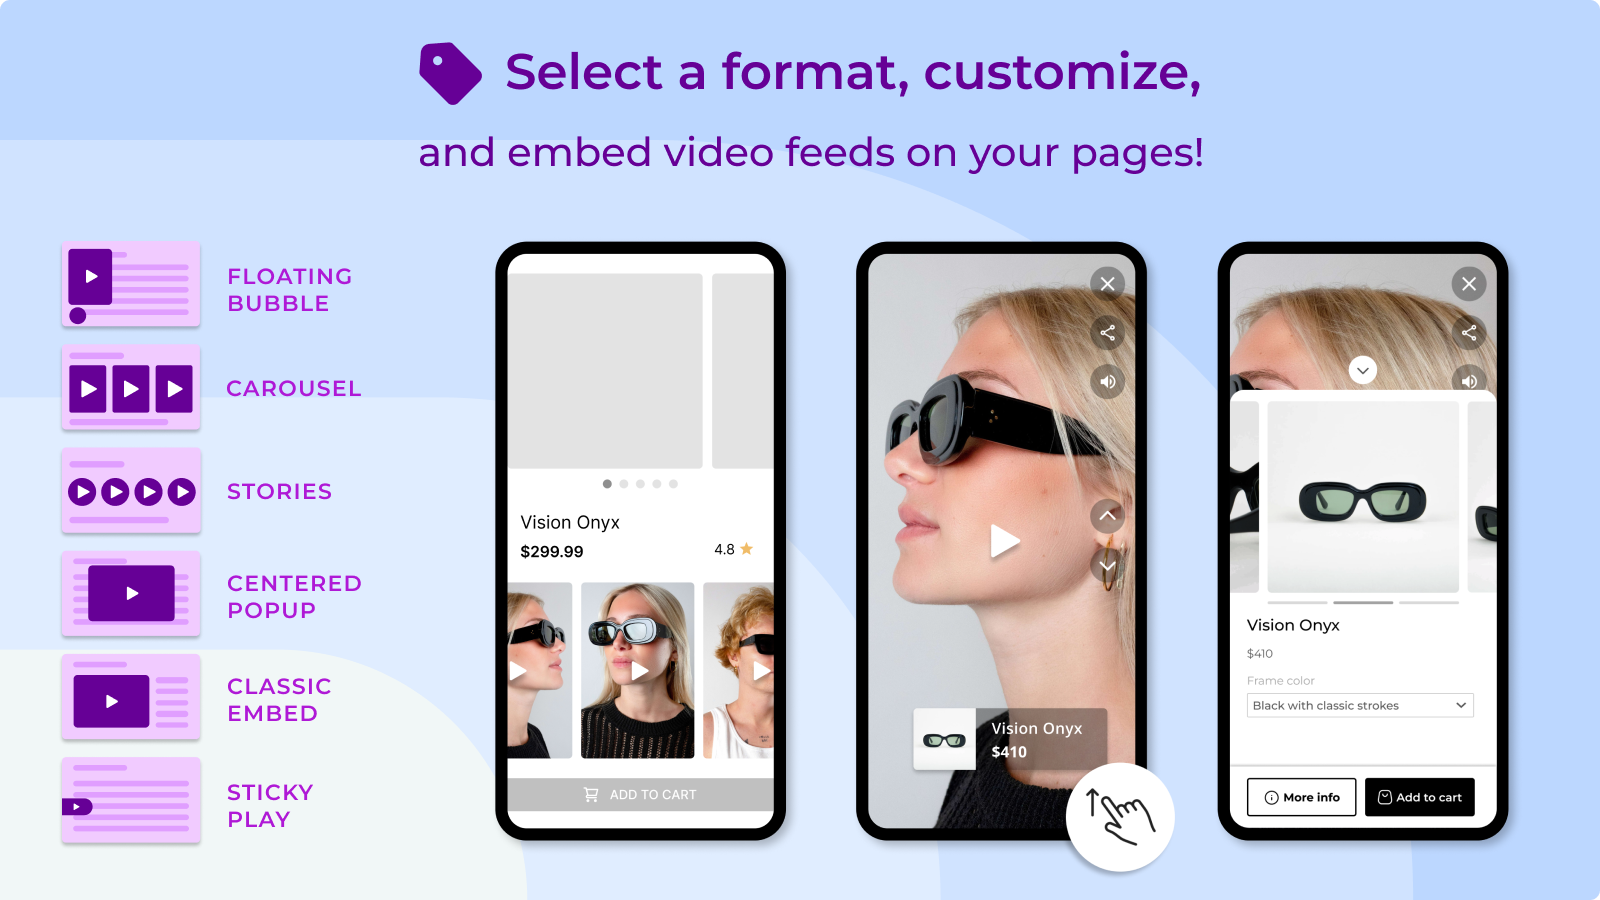 Select a format, customize,
and embed video feeds on your pages!
FLOATING
BUBBLE
CAROUSEL
STORIES
CENTERED
POPUP
CLASSIC
EMBED
STICKY
PLAY
Vision Onyx
$299.99
4.8
ADD TO CART
Vision Onyx
$410
Vision Onyx
$410
Frame color
Black with classic strokes
More info
Add to cart